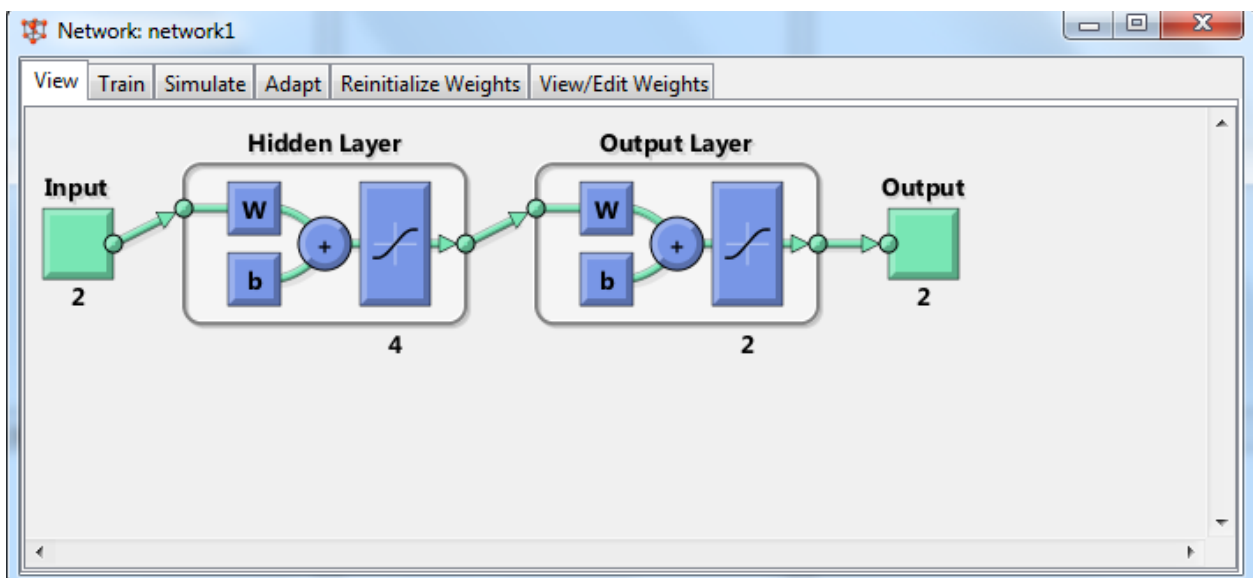 Network: network1
View Train Simulate Adapt Reinitialize Weights View/Edit Weights
Hidden Layer Output Layer
Input Output
W W
+ +
b b
2 2
4 2